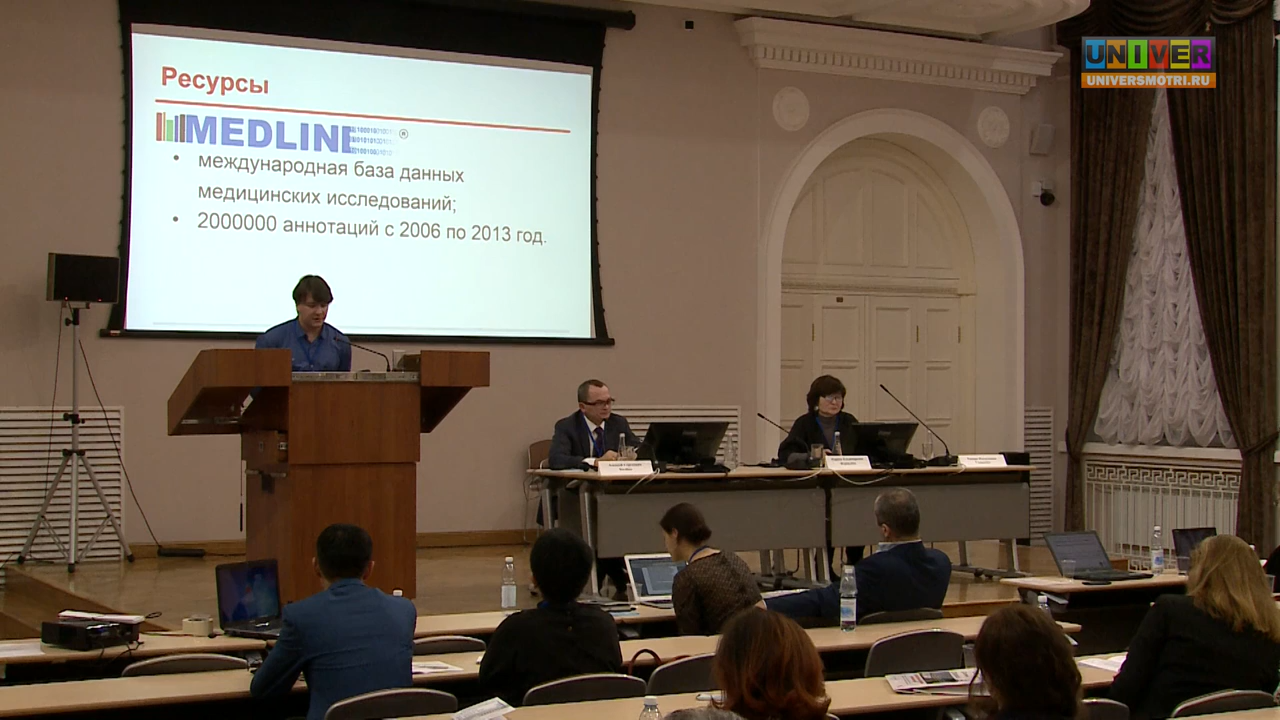 UNIVER
UNIVERSMOTRI.RU
Ресурсы
MEDLINE ®
• международная база данных
медицинских исследований;
• 2000000 аннотаций с 2006 по 2013 год.